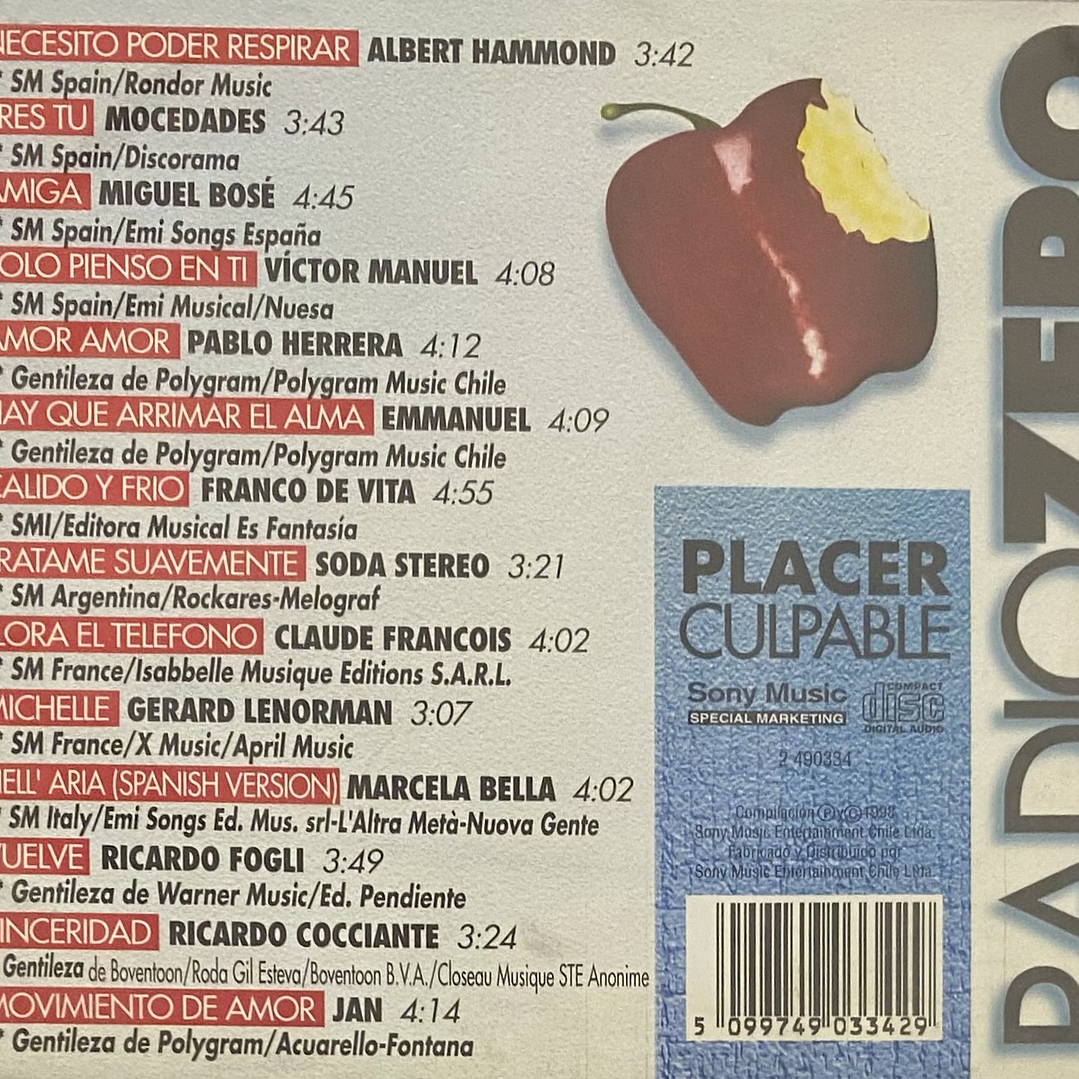 NECESITO PODER RESPIRAR ALBERT HAMMOND 3:42
* SM Spain/Rondor Music
RES TU MOCEDADES 3:43
* SM Spain/Discorama
AMIGA MIGUEL BOSÉ 4:45
* SM Spain/Emi Songs España
OLO PIENSO EN TI VÍCTOR MANUEL 4:08
* SM Spain/Emi Musical/Nuesa
AMOR AMOR PABLO HERRERA 4:12
* Gentileza de Polygram/Polygram Music Chile
HAY QUE ARRIMAR EL ALMA EMMANUEL 4:09
* Gentileza de Polygram/Polygram Music Chile
CALIDO Y FRIO FRANCO DE VITA 4:55
* SMI/Editora Musical Es Fantasía
RATAME SUAVEMENTE SODA STEREO 3:21
* SM Argentina/Rockares-Melograf
LORA EL TELEFONO CLAUDE FRANCOIS 4:02
* SM France/Isabbelle Musique Editions S.A.R.L.
MICHELLE GERARD LENORMAN 3:07
* SM France/X Music/April Music
NELL' ARIA (SPANISH VERSION) MARCELA BELLA 4:02
* SM Italy/Emi Songs Ed. Mus. srl-L'Altra Metà-Nuova Gente
VUELVE RICARDO FOGLI 3:49
* Gentileza de Warner Music/Ed. Pendiente
INCERIDAD RICARDO COCCIANTE 3:24
Gentileza de Boventoon/Roda Gil Esteva/Boventoon B.V.A./Closeau Musique STE Anonime
MOVIMIENTO DE AMOR JAN 4:14
* Gentileza de Polygram/Acuarello-Fontana
PLACER
CULPABLE
Sony Music
SPECIAL MARKETING
COMPACT
disc
DIGITAL AUDIO
2-490334
Compilación Ⓟ y © 1998
Sony Music Entertainment Chile Ltda.
Fabricado y Distribuido por
Sony Music Entertainment Chile Ltda.
5 099749 033429
RADIOZERO